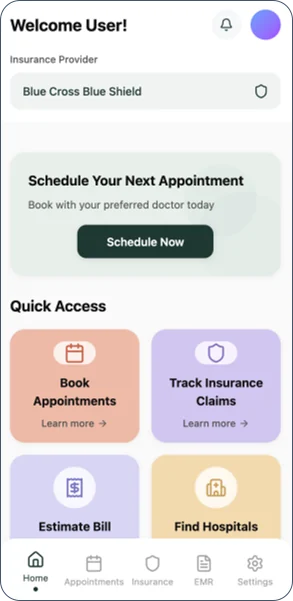 Welcome User!
Insurance Provider
Blue Cross Blue Shield
Schedule Your Next Appointment
Book with your preferred doctor today
Schedule Now
Quick Access
Book
Appointments
Learn more →
Track Insurance
Claims
Learn more →
Estimate Bill
Find Hospitals
Home
Appointments
Insurance
EMR
Settings